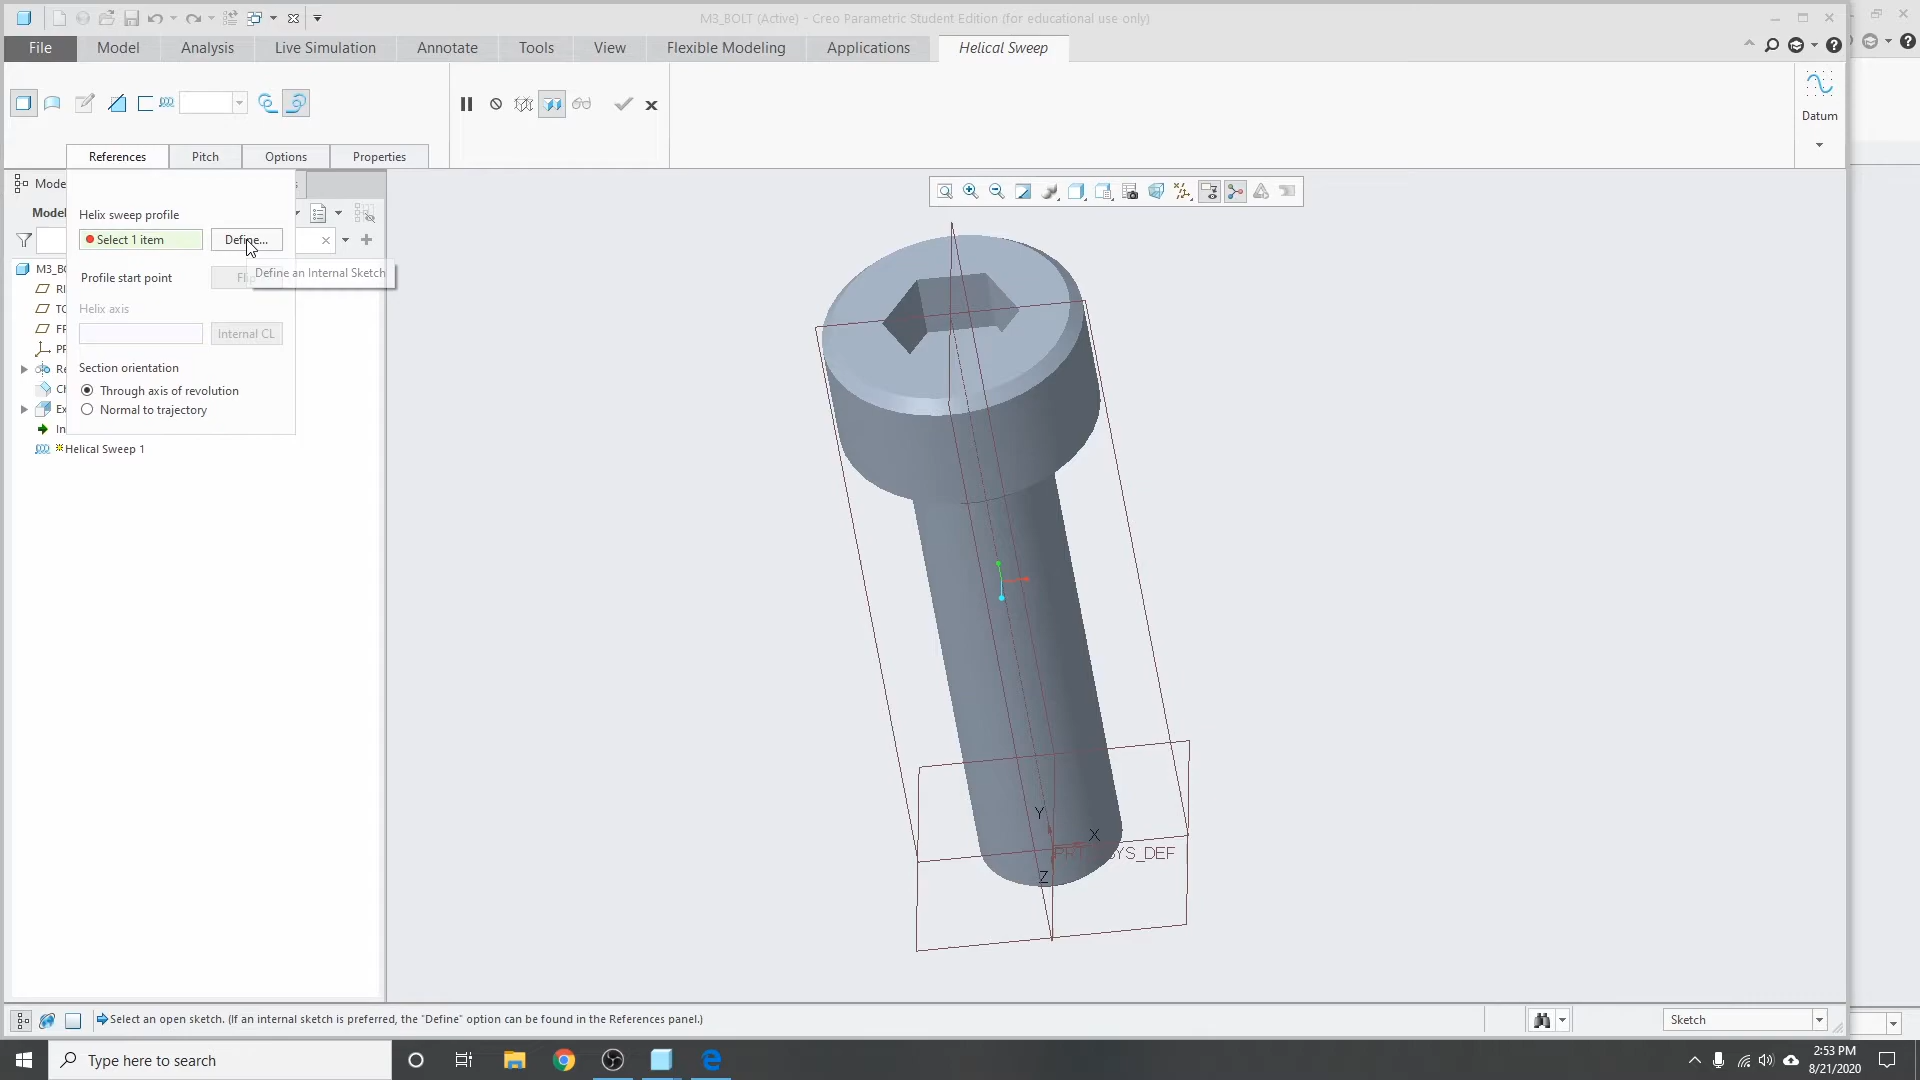 M3_BOLT (Active) - Creo Parametric Student Edition (for educational use only)
File Model Analysis Live Simulation Annotate Tools View Flexible Modeling Applications Helical Sweep
Datum
References Pitch Options Properties
Helix sweep profile
Select 1 item Define...
Define an Internal Sketch
Profile start point
Helix axis
Internal CL
Section orientation
Through axis of revolution
Normal to trajectory
Helical Sweep 1
Y
X
Z
Select an open sketch. (If an internal sketch is preferred, the "Define" option can be found in the References panel.)
Sketch
Type here to search
2:53 PM
8/21/2020